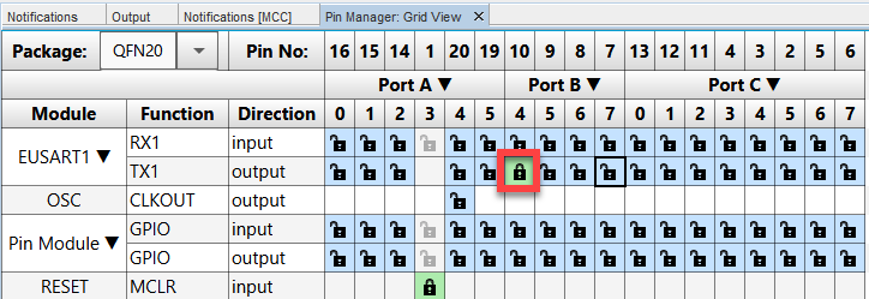 Notifications Output Notifications [MCC] Pin Manager: Grid View ×
Package: QFN20 Pin No: 16 15 14 1 20 19 10 9 8 7 13 12 11 4 3 2 5 6
Port A ▼ Port B ▼ Port C ▼
Module Function Direction 0 1 2 3 4 5 4 5 6 7 0 1 2 3 4 5 6 7
EUSART1 ▼ RX1 input
TX1 output
OSC CLKOUT output
Pin Module ▼ GPIO input
GPIO output
RESET MCLR input